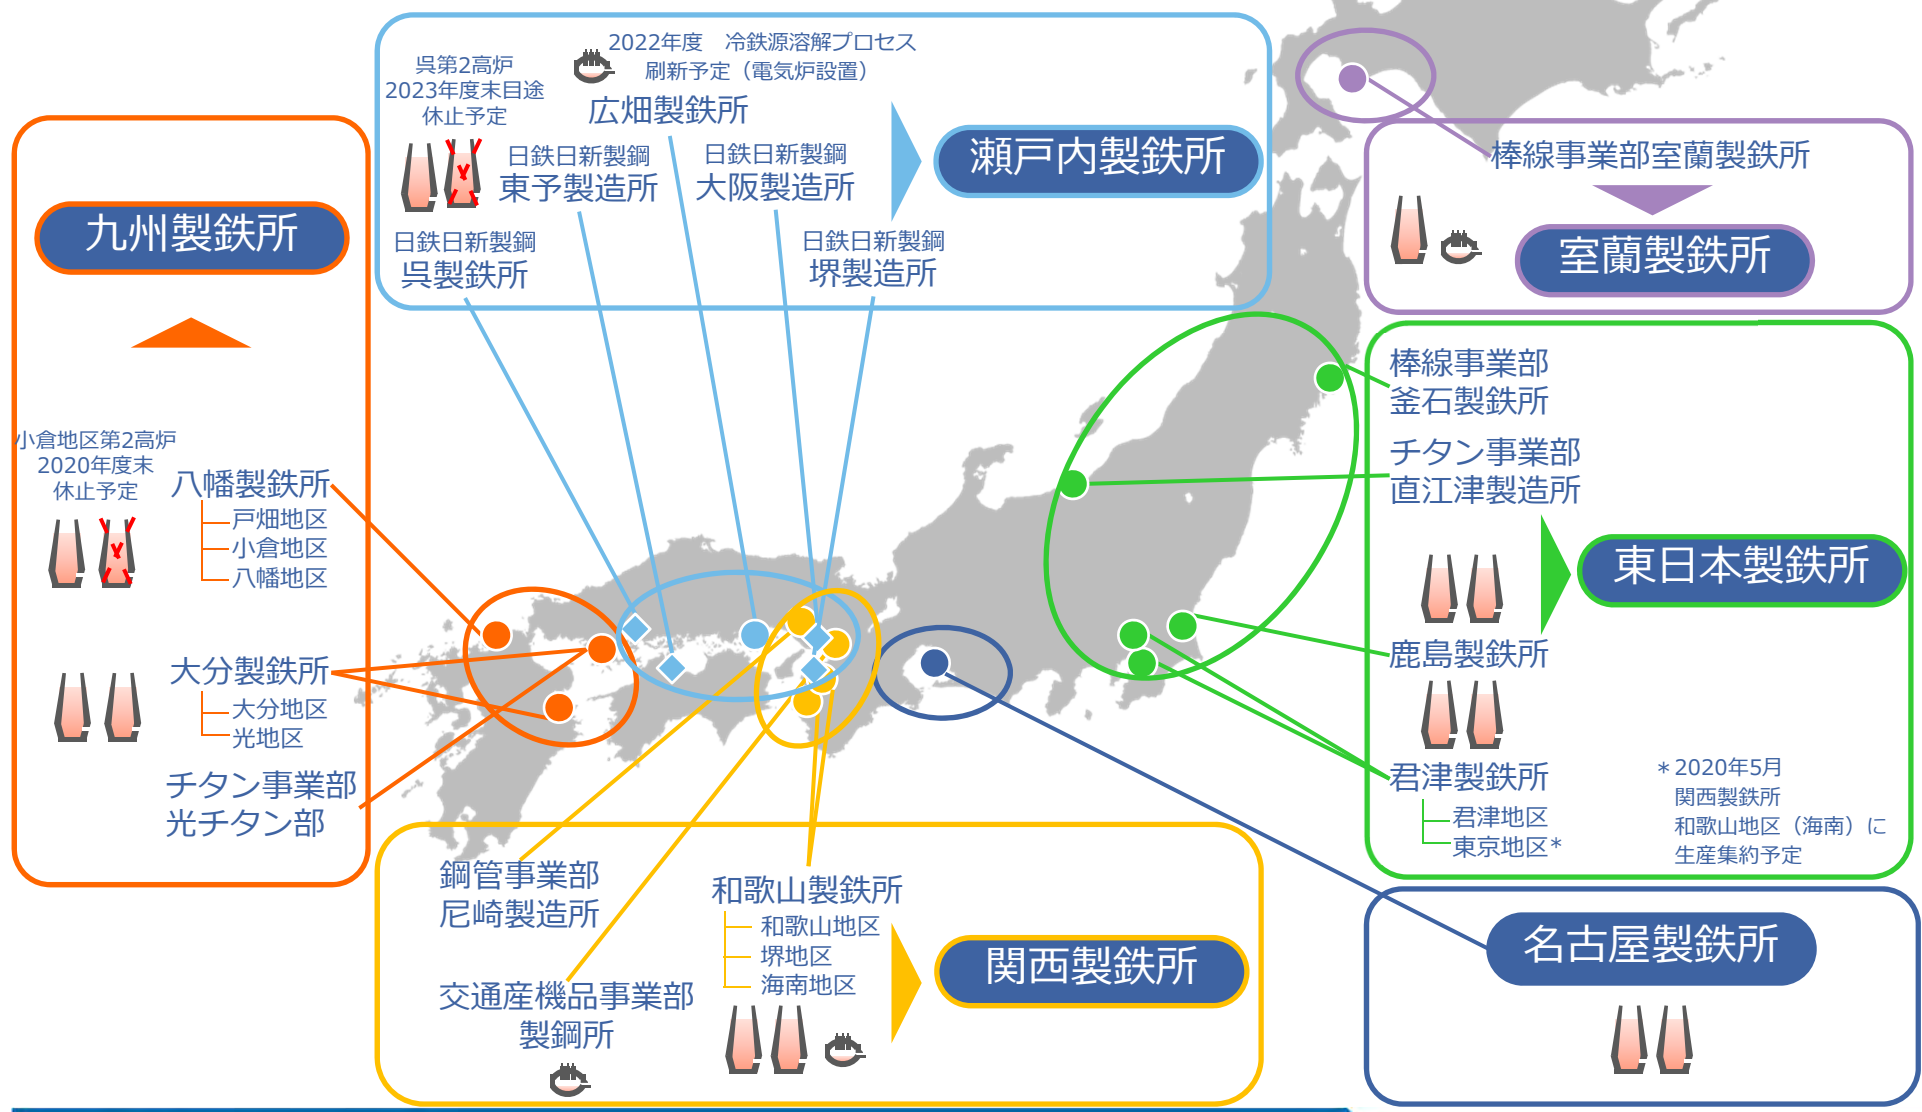 呉第2高炉
2023年度末目途
休止予定
2022年度　冷鉄源溶解プロセス
刷新予定（電気炉設置）
広畑製鉄所
日鉄日新製鋼
東予製造所
日鉄日新製鋼
大阪製造所
日鉄日新製鋼
呉製鉄所
日鉄日新製鋼
堺製造所
瀬戸内製鉄所
棒線事業部室蘭製鉄所
室蘭製鉄所
九州製鉄所
小倉地区第2高炉
2020年度末
休止予定
八幡製鉄所
戸畑地区
小倉地区
八幡地区
大分製鉄所
大分地区
光地区
チタン事業部
光チタン部
棒線事業部
釜石製鉄所
チタン事業部
直江津製造所
東日本製鉄所
鹿島製鉄所
君津製鉄所
君津地区
東京地区*
＊2020年5月
関西製鉄所
和歌山地区（海南）に
生産集約予定
鋼管事業部
尼崎製造所
交通産機品事業部
製鋼所
和歌山製鉄所
和歌山地区
堺地区
海南地区
関西製鉄所
名古屋製鉄所